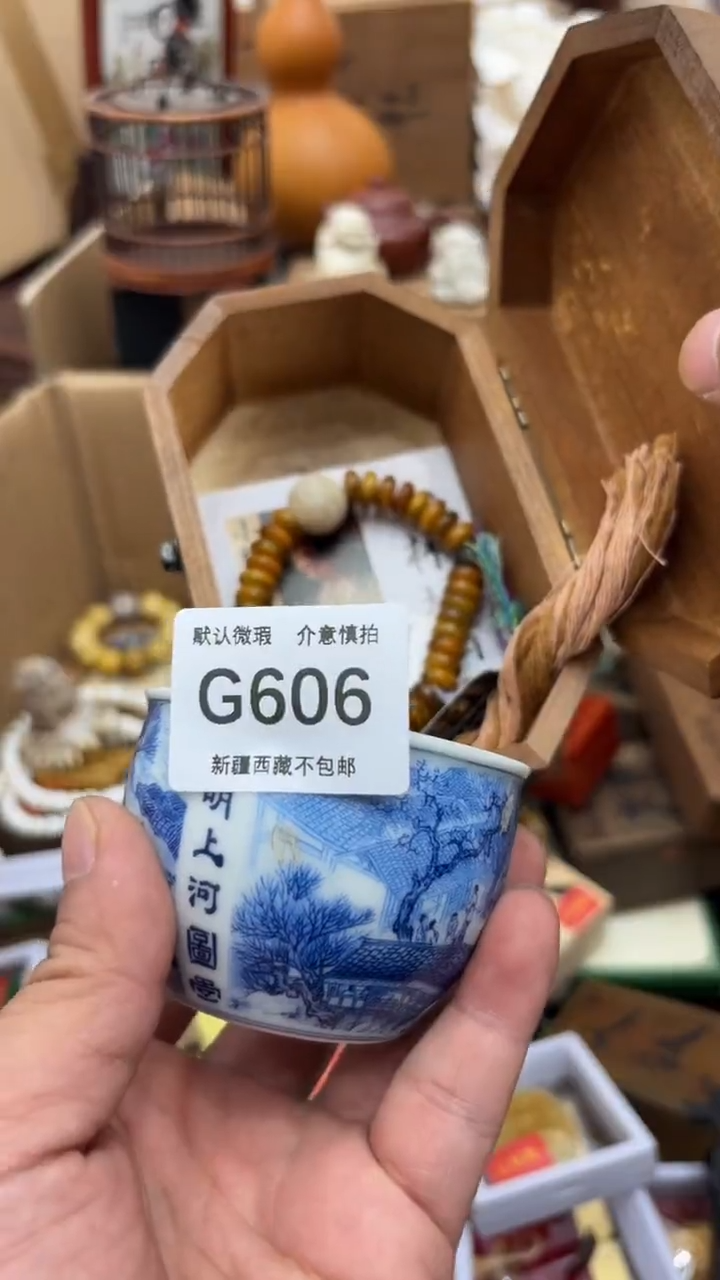 默认微瑕 介意慎拍
G606
新疆西藏不包邮
明上河圖